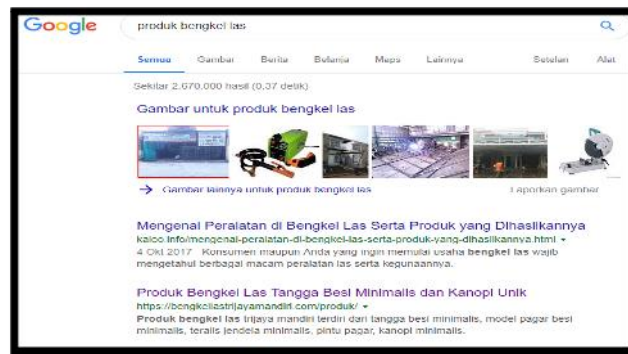 Google
produk bengkel las
Semua Gambar Berita Belanja Maps Lainnya Setelan Alat
Sekitar 2.670.000 hasil (0,37 detik)
Gambar untuk produk bengkel las
Gambar lainnya untuk produk bengkel las Laporkan gambar
Mengenal Peralatan di Bengkel Las Serta Produk yang Dihasilkannya
kalco.info/mengenal-peralatan-di-bengkel-las-serta-produk-yang-dihasilkannya.html
4 Okt 2017 - Konsumen maupun Anda yang ingin memulai usaha bengkel las wajib
mengetahui berbagai macam peralatan las serta kegunaannya.
Produk Bengkel Las Tangga Besi Minimalis dan Kanopi Unik
https://bengkellastrijayamandiri.com/produk/
Produk bengkel las trijaya mandiri terdiri dari tangga besi minimalis, model pagar besi
minimalis, teralis jendela minimalis, pintu pagar, kanopi minimalis.